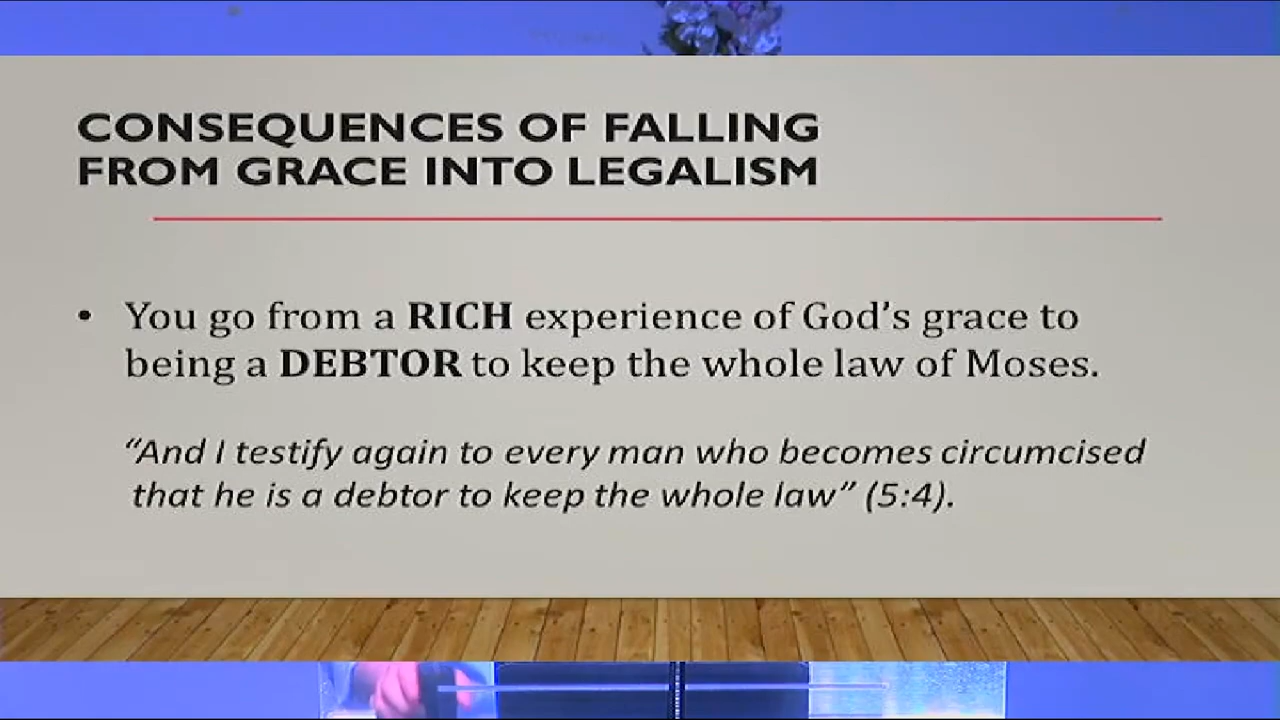 CONSEQUENCES OF FALLING
FROM GRACE INTO LEGALISM
• You go from a RICH experience of God’s grace to
being a DEBTOR to keep the whole law of Moses.
“And I testify again to every man who becomes circumcised
that he is a debtor to keep the whole law” (5:4).